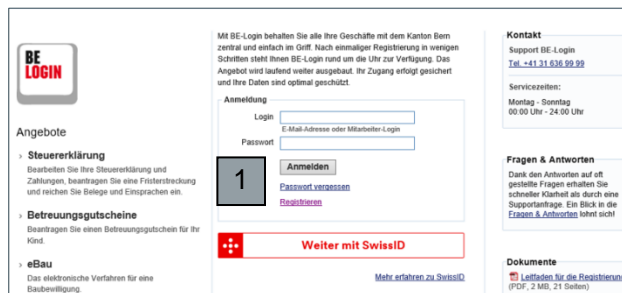 BE
LOGIN
Angebote
› Steuererklärung
Bearbeiten Sie Ihre Steuererklärung und
Zahlungen, beantragen Sie eine Fristerstreckung
und reichen Sie Belege und Einsprachen ein.
› Betreuungsgutscheine
Beantragen Sie einen Betreuungsgutschein für Ihr
Kind.
› eBau
Das elektronische Verfahren für eine
Baubewilligung.
Mit BE-Login behalten Sie alle Ihre Geschäfte mit dem Kanton Bern
zentral und einfach im Griff. Nach einmaliger Registrierung in wenigen
Schritten steht Ihnen BE-Login rund um die Uhr zur Verfügung. Das
Angebot wird laufend weiter ausgebaut. Ihr Zugang erfolgt gesichert
und Ihre Daten sind optimal geschützt.
Anmeldung
Login
E-Mail-Adresse oder Mitarbeiter-Login
Passwort
Anmelden
1
Passwort vergessen
Registrieren
Weiter mit SwissID
Mehr erfahren zu SwissID
Kontakt
Support BE-Login
Tel. +41 31 636 99 99
Servicezeiten:
Montag - Sonntag
00:00 Uhr - 24:00 Uhr
Fragen & Antworten
Dank den Antworten auf oft
gestellte Fragen erhalten Sie
schneller Klarheit als durch eine
Supportanfrage. Ein Blick in die
Fragen & Antworten lohnt sich!
Dokumente
Leitfaden für die Registrierun
(PDF, 2 MB, 21 Seiten)